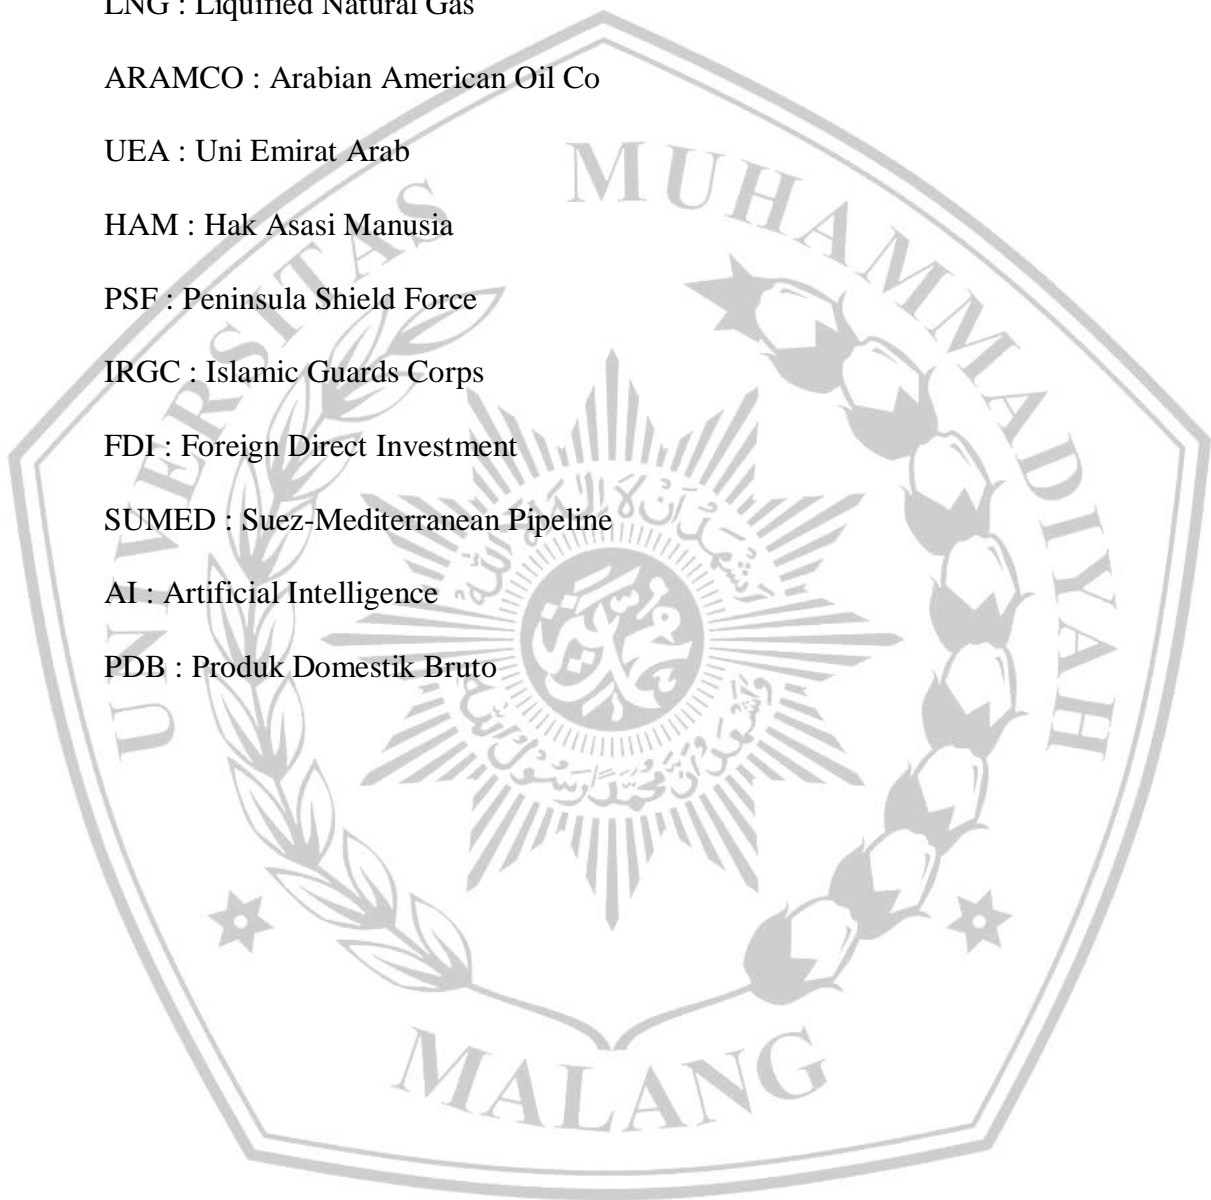 LNG : Liquified Natural Gas
ARAMCO : Arabian American Oil Co
UEA : Uni Emirat Arab
HAM : Hak Asasi Manusia
PSF : Peninsula Shield Force
IRGC : Islamic Guards Corps
FDI : Foreign Direct Investment
SUMED : Suez-Mediterranean Pipeline
AI : Artificial Intelligence
PDB : Produk Domestik Bruto
UNIVERSITAS MUHAMMADIYAH
MALANG